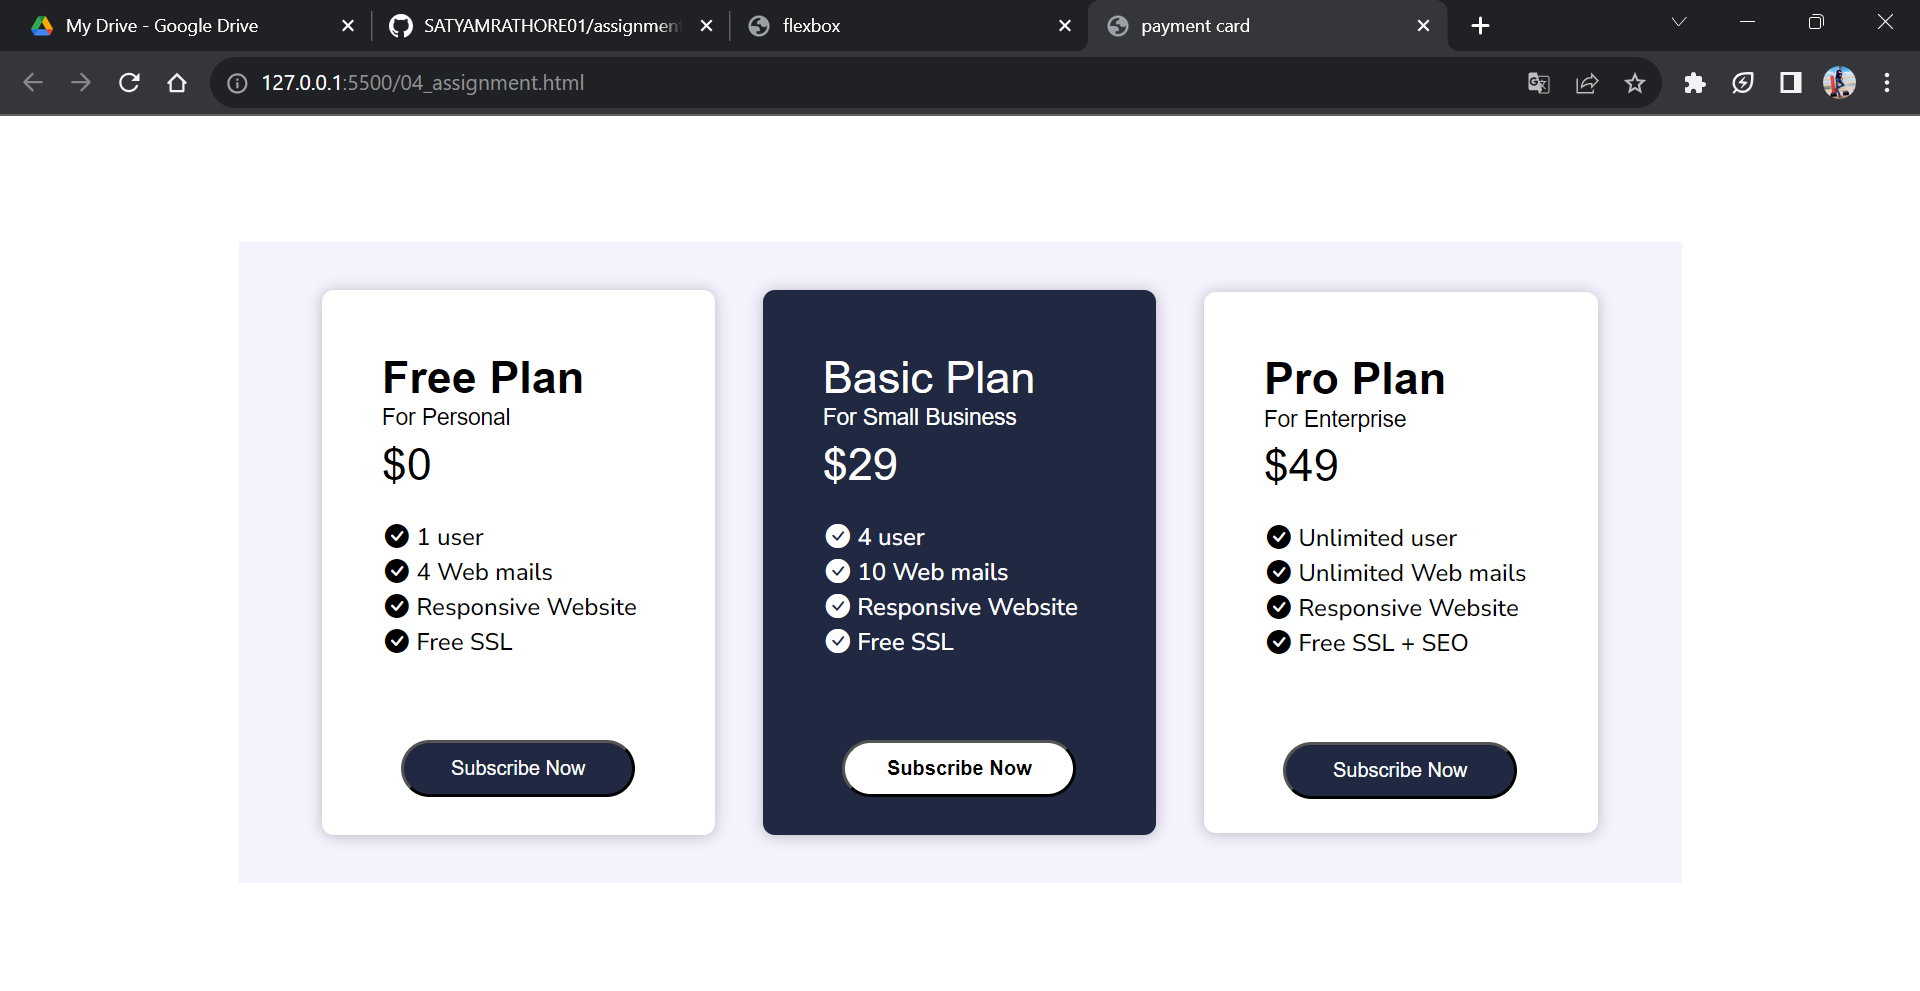 My Drive - Google Drive
SATYAMRATHORE01/assignmen
flexbox
payment card
127.0.0.1:5500/04_assignment.html
Free Plan
For Personal
$0
1 user
4 Web mails
Responsive Website
Free SSL
Subscribe Now
Basic Plan
For Small Business
$29
4 user
10 Web mails
Responsive Website
Free SSL
Subscribe Now
Pro Plan
For Enterprise
$49
Unlimited user
Unlimited Web mails
Responsive Website
Free SSL + SEO
Subscribe Now